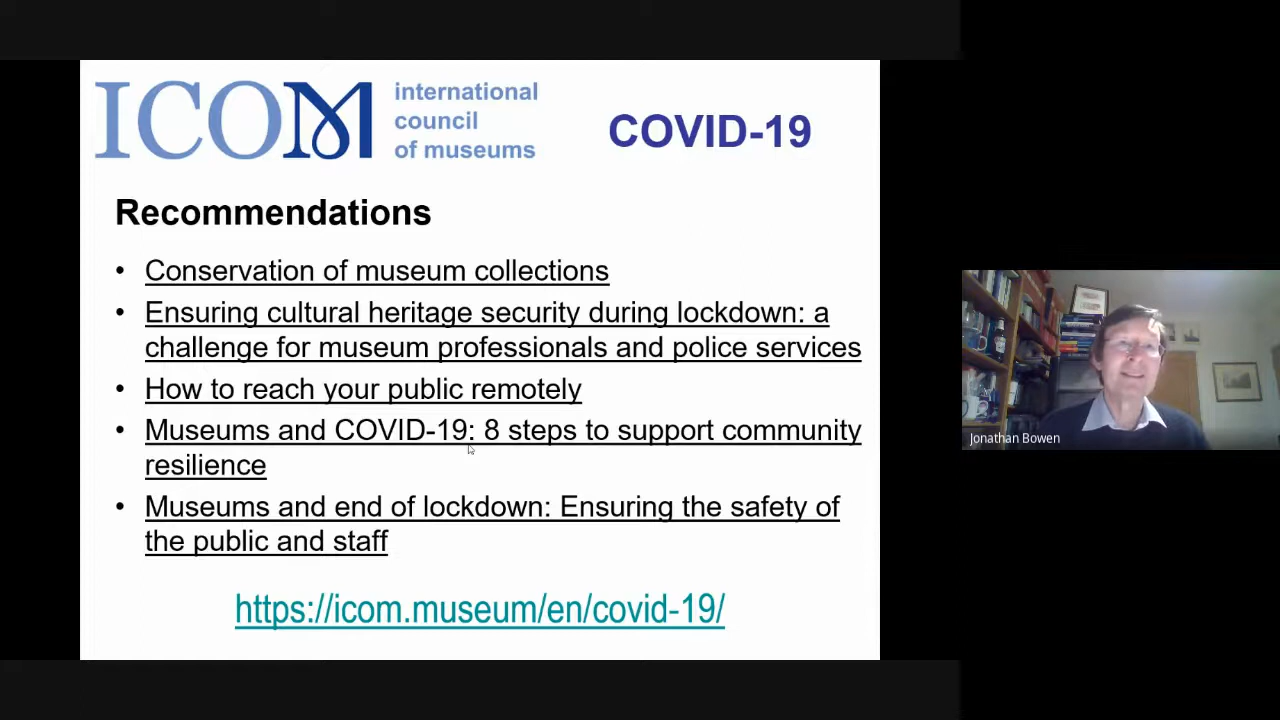 ICOM
international
council
of museums
COVID-19
Recommendations
• Conservation of museum collections
• Ensuring cultural heritage security during lockdown: a
challenge for museum professionals and police services
• How to reach your public remotely
• Museums and COVID-19: 8 steps to support community
resilience
• Museums and end of lockdown: Ensuring the safety of
the public and staff
https://icom.museum/en/covid-19/
Jonathan Bowen